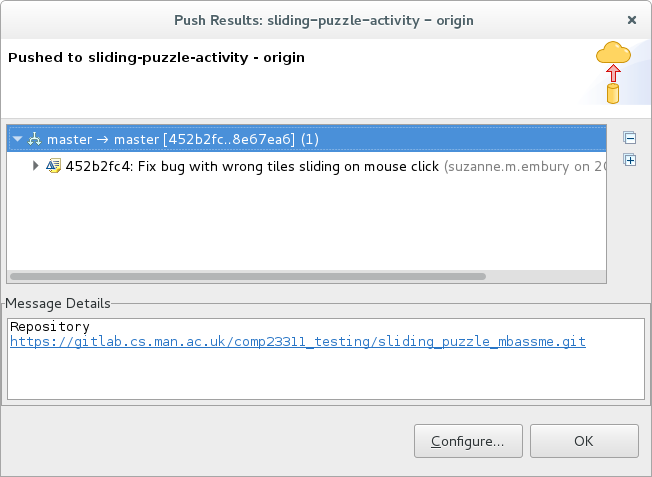 Push Results: sliding-puzzle-activity - origin
Pushed to sliding-puzzle-activity - origin
master → master [452b2fc..8e67ea6] (1)
452b2fc4: Fix bug with wrong tiles sliding on mouse click (suzanne.m.embury on
Message Details
Repository
https://gitlab.cs.man.ac.uk/comp23311_testing/sliding_puzzle_mbassme.git
Configure...
OK